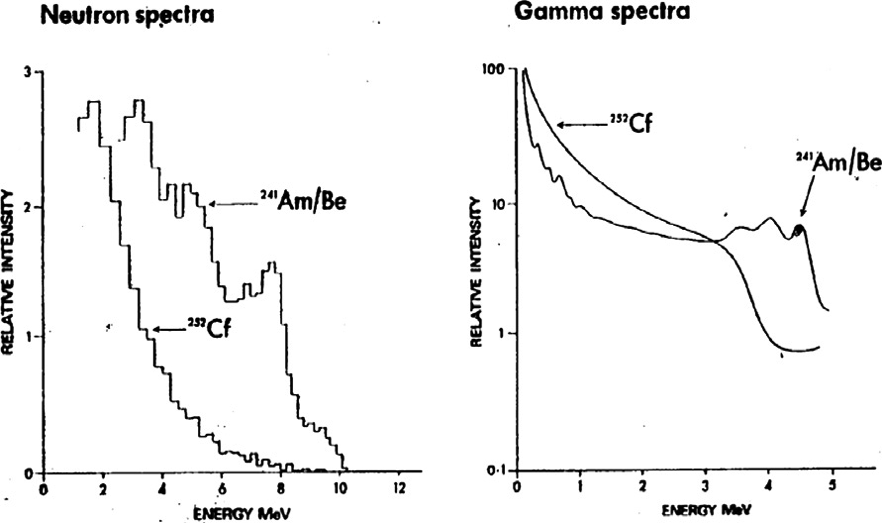 Neutron spectra
3
2
1
0
RELATIVE INTENSITY
²⁴¹Am/Be
²⁵²Cf
0 2 4 6 8 10 12
ENERGY MeV
Gamma spectra
100
10
1
0·1
RELATIVE INTENSITY
²⁵²Cf
²⁴¹Am/Be
0 1 2 3 4 5
ENERGY MeV